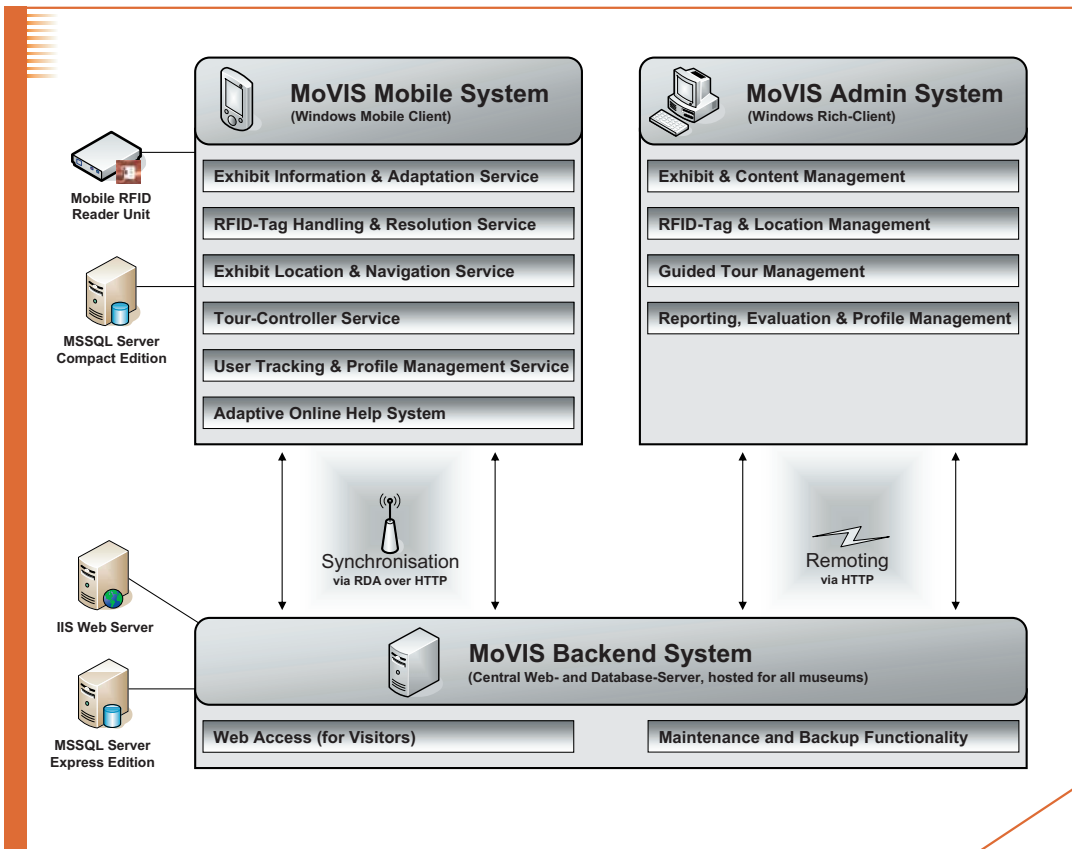 MoVIS Mobile System
(Windows Mobile Client)
Mobile RFID
Reader Unit
MSSQL Server
Compact Edition
Exhibit Information & Adaptation Service
RFID-Tag Handling & Resolution Service
Exhibit Location & Navigation Service
Tour-Controller Service
User Tracking & Profile Management Service
Adaptive Online Help System
MoVIS Admin System
(Windows Rich-Client)
Exhibit & Content Management
RFID-Tag & Location Management
Guided Tour Management
Reporting, Evaluation & Profile Management
Synchronisation
via RDA over HTTP
Remoting
via HTTP
IIS Web Server
MSSQL Server
Express Edition
MoVIS Backend System
(Central Web- and Database-Server, hosted for all museums)
Web Access (for Visitors)
Maintenance and Backup Functionality